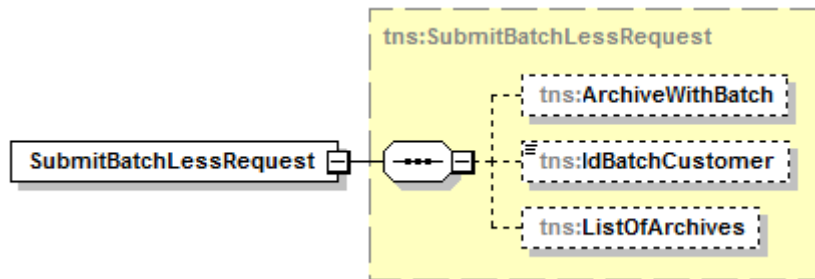 tns:SubmitBatchLessRequest
tns:ArchiveWithBatch
SubmitBatchLessRequest
tns:IdBatchCustomer
tns:ListOfArchives